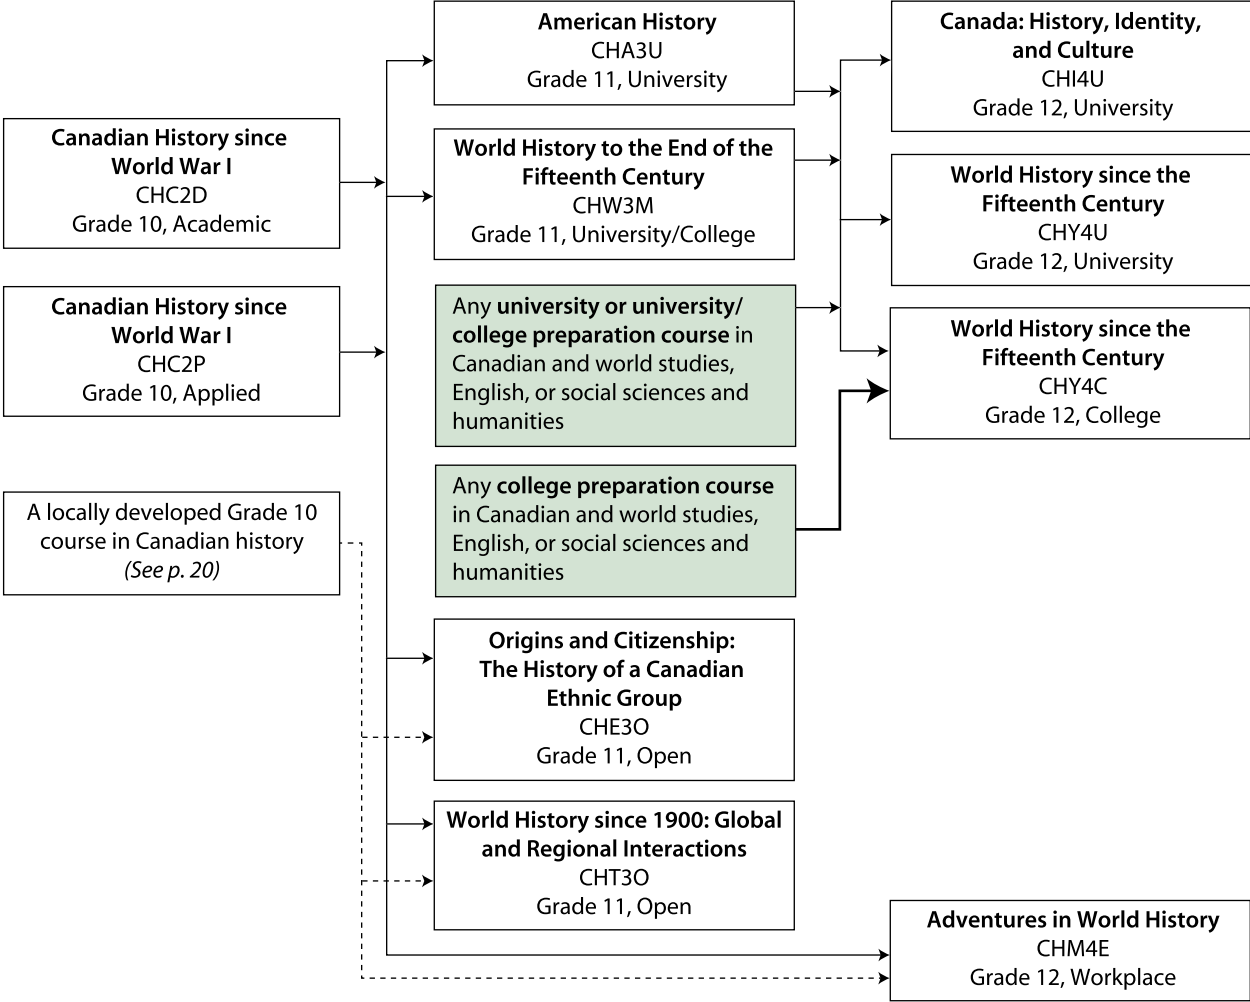 Canadian History since
World War I
CHC2D
Grade 10, Academic
Canadian History since
World War I
CHC2P
Grade 10, Applied
A locally developed Grade 10
course in Canadian history
(See p. 20)
American History
CHA3U
Grade 11, University
World History to the End of the
Fifteenth Century
CHW3M
Grade 11, University/College
Any university or university/
college preparation course in
Canadian and world studies,
English, or social sciences and
humanities
Any college preparation course
in Canadian and world studies,
English, or social sciences and
humanities
Origins and Citizenship:
The History of a Canadian
Ethnic Group
CHE3O
Grade 11, Open
World History since 1900: Global
and Regional Interactions
CHT3O
Grade 11, Open
Canada: History, Identity,
and Culture
CHI4U
Grade 12, University
World History since the
Fifteenth Century
CHY4U
Grade 12, University
World History since the
Fifteenth Century
CHY4C
Grade 12, College
Adventures in World History
CHM4E
Grade 12, Workplace